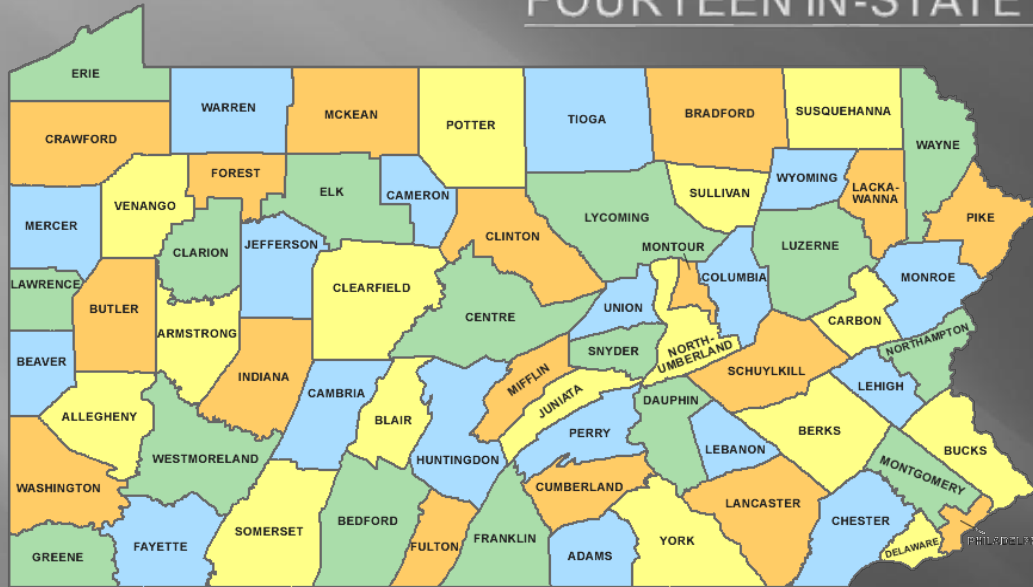 FOURTEEN IN-STATE
ERIE
WARREN
MCKEAN
POTTER
TIOGA
BRADFORD
SUSQUEHANNA
WAYNE
CRAWFORD
FOREST
ELK
CAMERON
SULLIVAN
WYOMING
LACKA-
WANNA
PIKE
MERCER
VENANGO
CLARION
JEFFERSON
CLINTON
LYCOMING
MONTOUR
COLUMBIA
LUZERNE
MONROE
LAWRENCE
BUTLER
ARMSTRONG
CLEARFIELD
CENTRE
UNION
NORTH-
UMBERLAND
CARBON
NORTHAMPTON
BEAVER
INDIANA
CAMBRIA
BLAIR
MIFFLIN
SNYDER
JUNIATA
SCHUYLKILL
LEHIGH
ALLEGHENY
WESTMORELAND
HUNTINGDON
PERRY
DAUPHIN
LEBANON
BERKS
BUCKS
MONTGOMERY
WASHINGTON
SOMERSET
BEDFORD
FULTON
FRANKLIN
CUMBERLAND
YORK
LANCASTER
CHESTER
DELAWARE
GREENE
FAYETTE
ADAMS